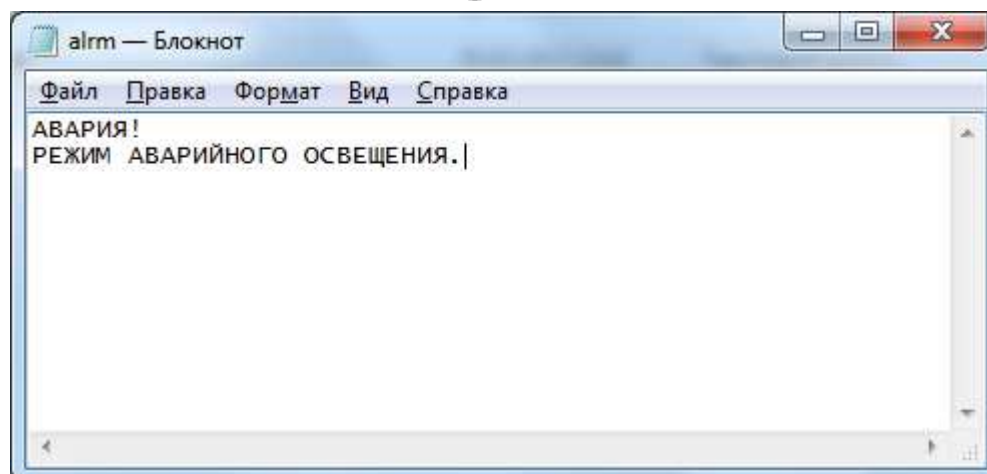 alrm — Блокнот
Файл Правка Формат Вид Справка
АВАРИЯ!
РЕЖИМ АВАРИЙНОГО ОСВЕЩЕНИЯ.